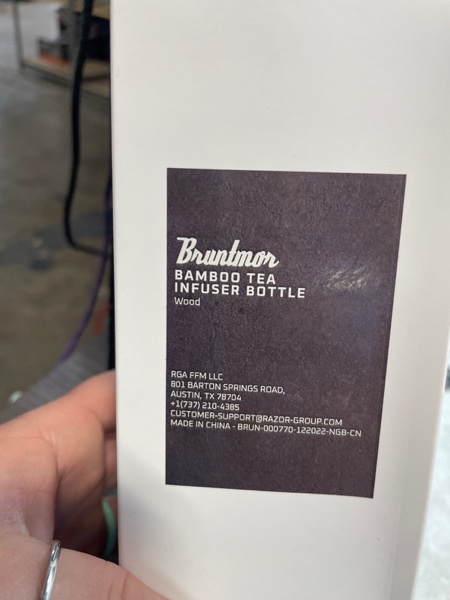 Bruntmor
BAMBOO TEA
INFUSER BOTTLE
Wood
RGA FFM LLC
801 BARTON SPRINGS ROAD,
AUSTIN, TX 78704
+1(737) 210-4385
CUSTOMER-SUPPORT@RAZOR-GROUP.COM
MADE IN CHINA - BRUN-000770-122022-NGB-CN